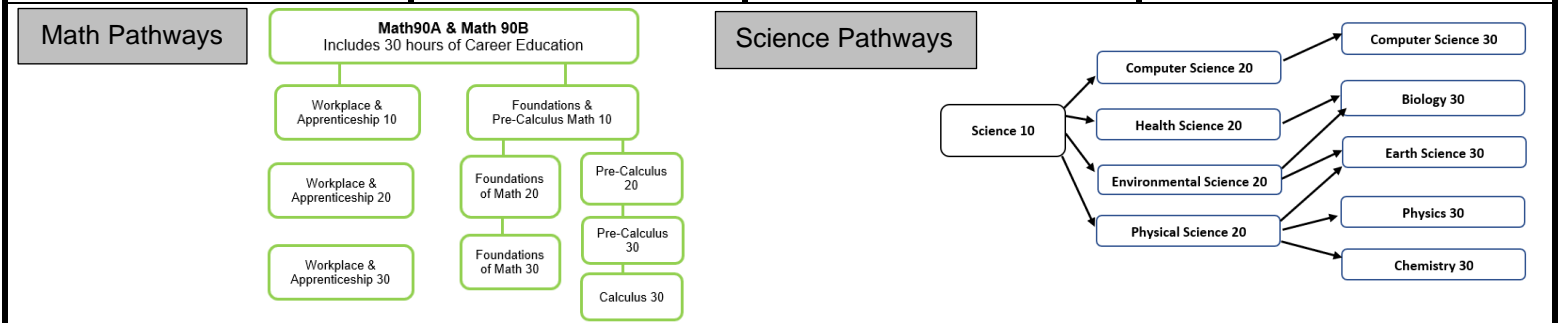 Math Pathways
Math90A & Math 90B
Includes 30 hours of Career Education
Workplace &
Apprenticeship 10
Foundations &
Pre-Calculus Math 10
Workplace &
Apprenticeship 20
Foundations
of Math 20
Pre-Calculus
20
Workplace &
Apprenticeship 30
Foundations
of Math 30
Pre-Calculus
30
Calculus 30
Science Pathways
Science 10
Computer Science 20
Health Science 20
Environmental Science 20
Physical Science 20
Computer Science 30
Biology 30
Earth Science 30
Physics 30
Chemistry 30